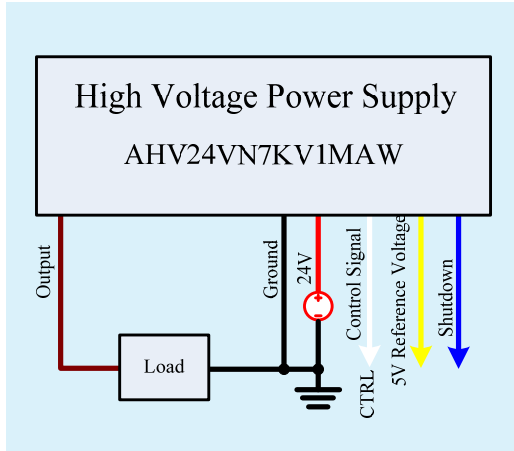 High Voltage Power Supply
AHV24VN7KV1MAW
Output
Ground
24V
Control Signal
5V Reference Voltage
Shutdown
Load
CTRL